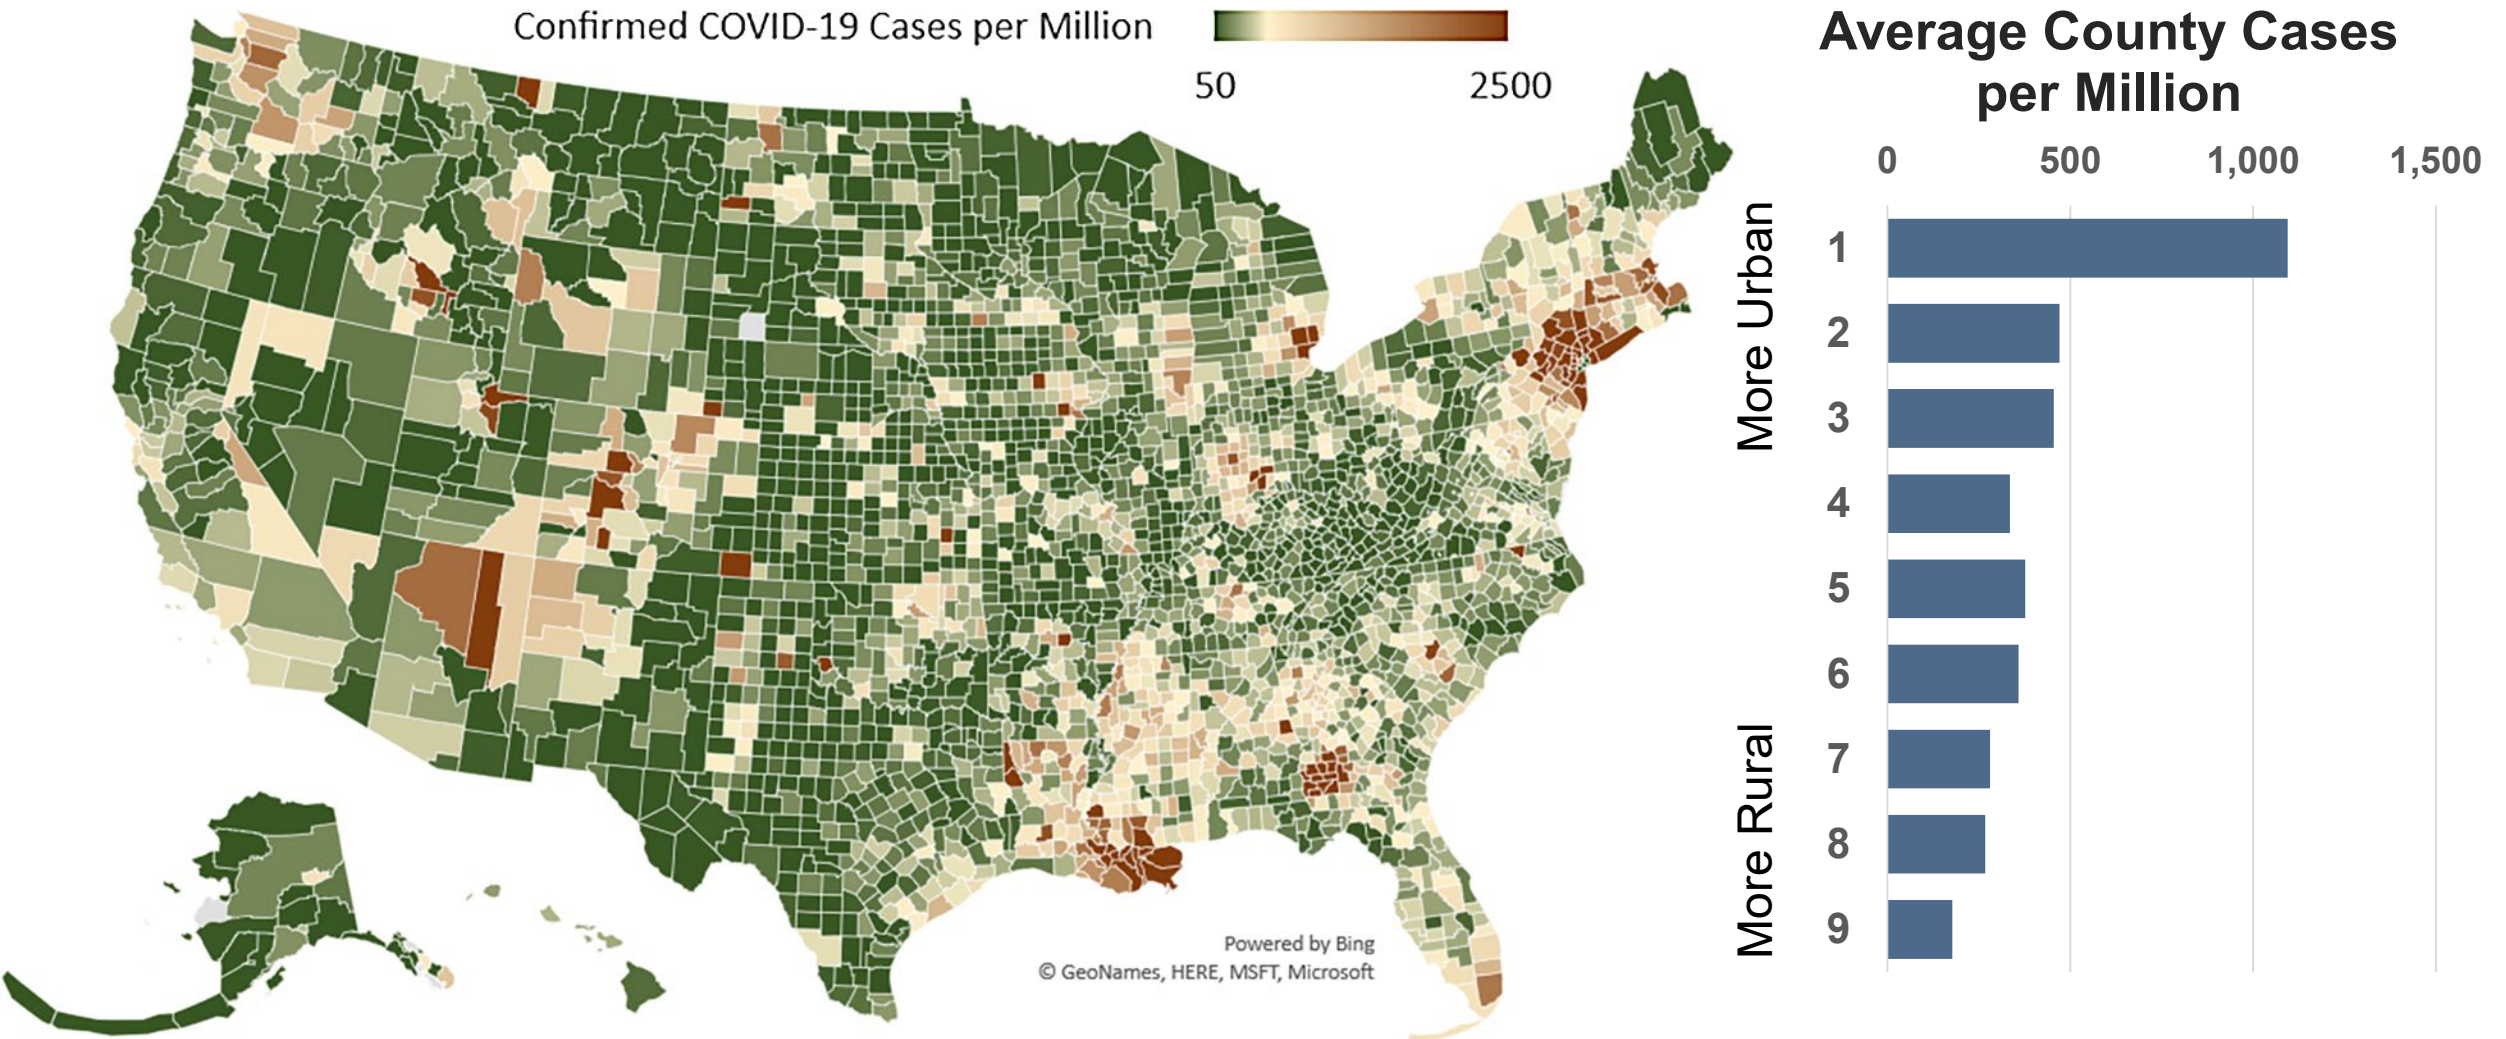 Confirmed COVID-19 Cases per Million
50
2500
Powered by Bing
© GeoNames, HERE, MSFT, Microsoft
Average County Cases
per Million
0 500 1,000 1,500
More Urban
More Rural
1
2
3
4
5
6
7
8
9